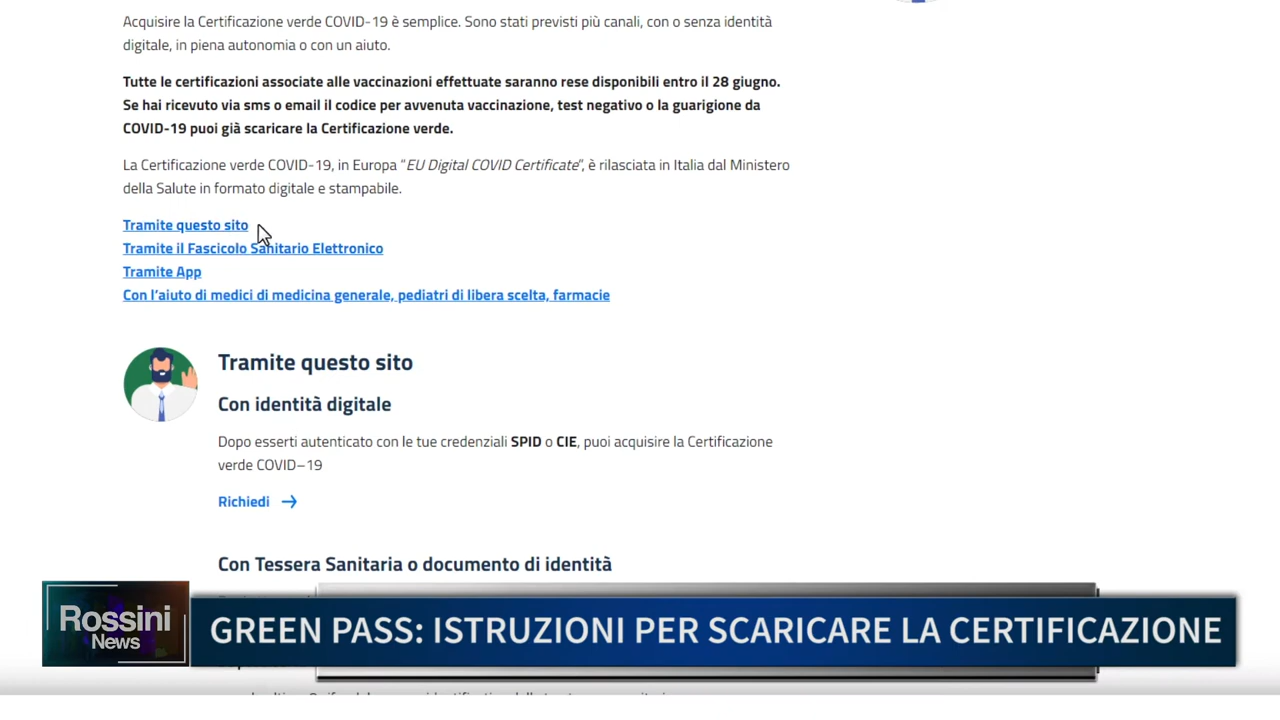 Acquisire la Certificazione verde COVID-19 è semplice. Sono stati previsti più canali, con o senza identità
digitale, in piena autonomia o con un aiuto.
Tutte le certificazioni associate alle vaccinazioni effettuate saranno rese disponibili entro il 28 giugno.
Se hai ricevuto via sms o email il codice per avvenuta vaccinazione, test negativo o la guarigione da
COVID-19 puoi già scaricare la Certificazione verde.
La Certificazione verde COVID-19, in Europa "EU Digital COVID Certificate", è rilasciata in Italia dal Ministero
della Salute in formato digitale e stampabile.
Tramite questo sito
Tramite il Fascicolo Sanitario Elettronico
Tramite App
Con l'aiuto di medici di medicina generale, pediatri di libera scelta, farmacie
Tramite questo sito
Con identità digitale
Dopo esserti autenticato con le tue credenziali SPID o CIE, puoi acquisire la Certificazione
verde COVID–19
Richiedi →
Con Tessera Sanitaria o documento di identità
Rossini
News
GREEN PASS: ISTRUZIONI PER SCARICARE LA CERTIFICAZIONE